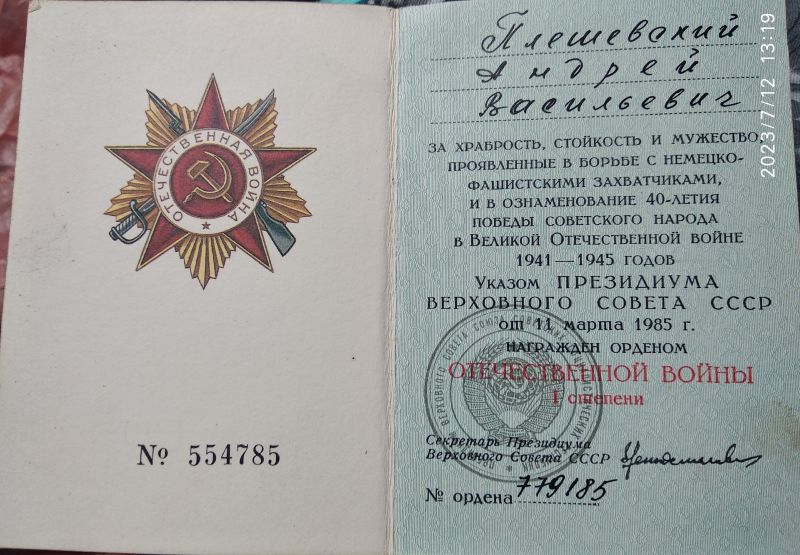 ОТЕЧЕСТВЕННАЯ ВОЙНА
№ 554785
Плешевский
Андрей
Васильевич
ЗА ХРАБРОСТЬ, СТОЙКОСТЬ И МУЖЕСТВО,
ПРОЯВЛЕННЫЕ В БОРЬБЕ С НЕМЕЦКО-
ФАШИСТСКИМИ ЗАХВАТЧИКАМИ,
И В ОЗНАМЕНОВАНИЕ 40-ЛЕТИЯ
ПОБЕДЫ СОВЕТСКОГО НАРОДА
В ВЕЛИКОЙ ОТЕЧЕСТВЕННОЙ ВОЙНЕ
1941—1945 ГОДОВ
УКАЗОМ ПРЕЗИДИУМА
ВЕРХОВНОГО СОВЕТА СССР
от 11 марта 1985 г.
НАГРАЖДЕН ОРДЕНОМ
ОТЕЧЕСТВЕННОЙ ВОЙНЫ
I степени
Секретарь Президиума
Верховного Совета СССР
№ ордена 779185
2023/7/12 13:19